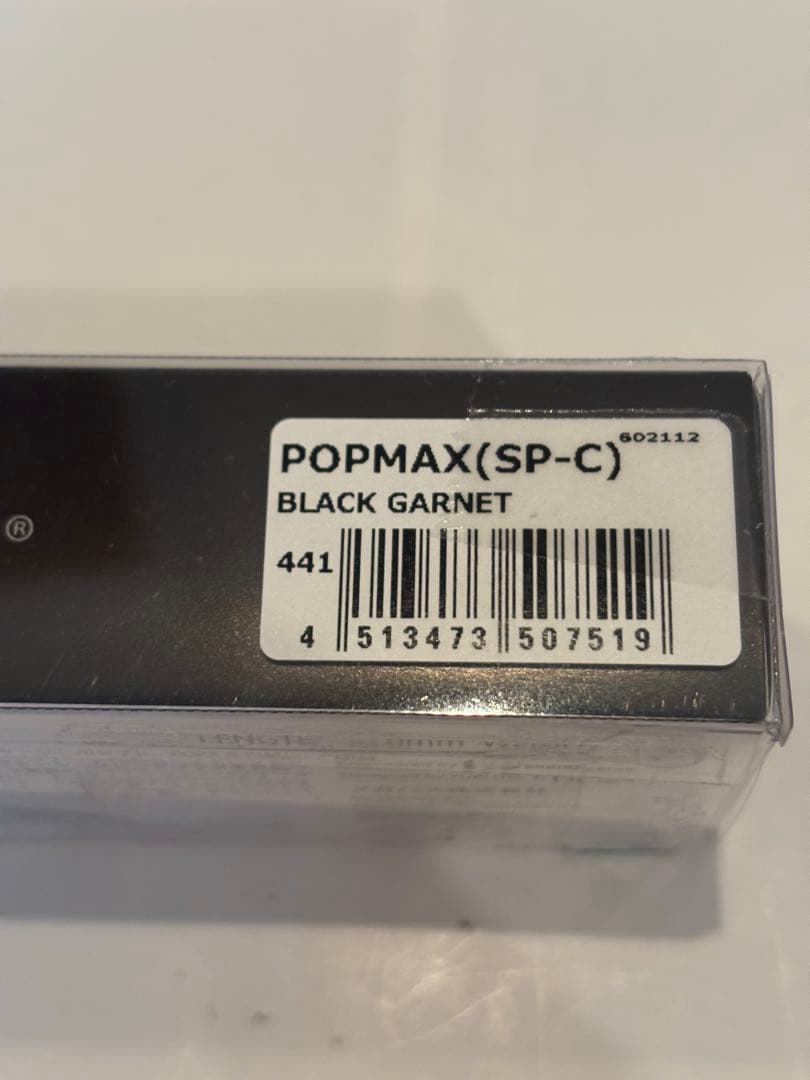 602112
POPMAX(SP-C)
BLACK GARNET
441
4 513473 507519
®